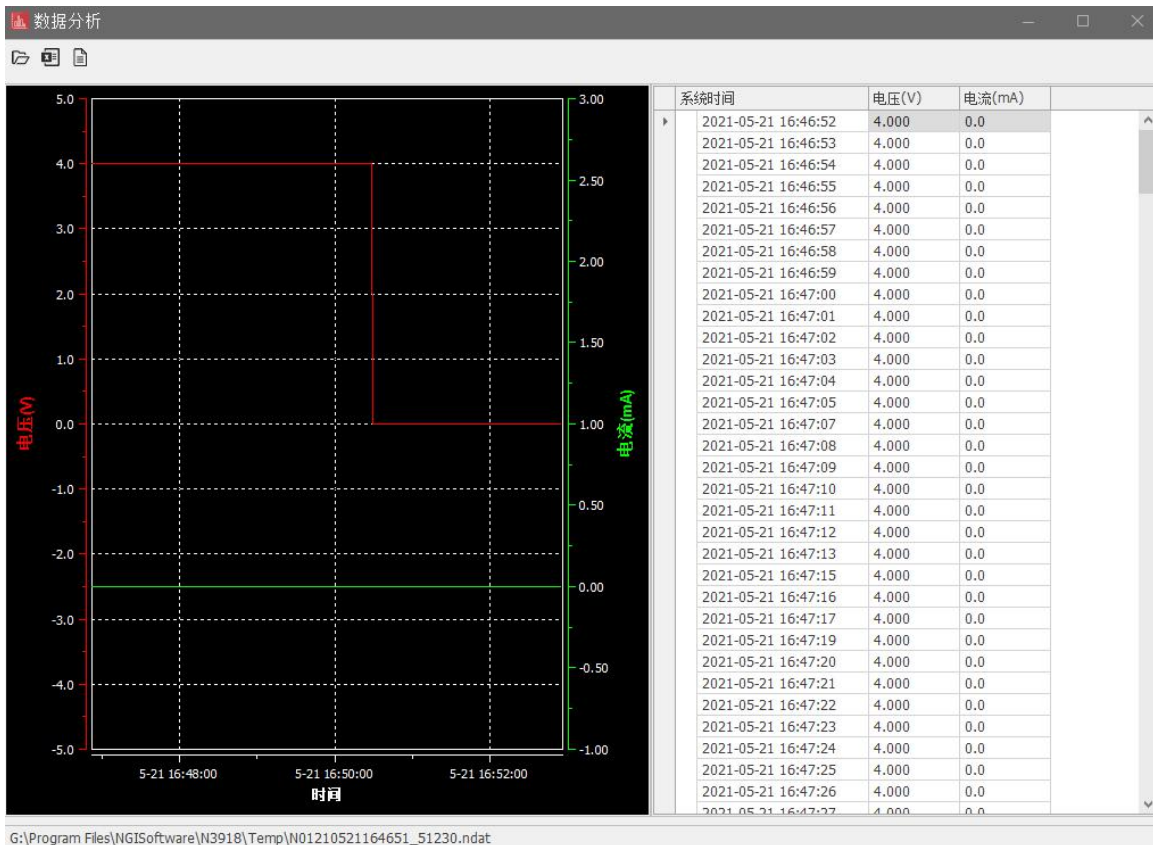 数据分析
5.0
4.0
3.0
2.0
1.0
0.0
-1.0
-2.0
-3.0
-4.0
-5.0
电压(V)
3.00
2.50
2.00
1.50
1.00
0.50
0.00
-0.50
-1.00
电流(mA)
5-21 16:48:00 5-21 16:50:00 5-21 16:52:00
时间
系统时间 电压(V) 电流(mA)
2021-05-21 16:46:52 4.000 0.0
2021-05-21 16:46:53 4.000 0.0
2021-05-21 16:46:54 4.000 0.0
2021-05-21 16:46:55 4.000 0.0
2021-05-21 16:46:56 4.000 0.0
2021-05-21 16:46:57 4.000 0.0
2021-05-21 16:46:58 4.000 0.0
2021-05-21 16:46:59 4.000 0.0
2021-05-21 16:47:00 4.000 0.0
2021-05-21 16:47:01 4.000 0.0
2021-05-21 16:47:02 4.000 0.0
2021-05-21 16:47:03 4.000 0.0
2021-05-21 16:47:04 4.000 0.0
2021-05-21 16:47:05 4.000 0.0
2021-05-21 16:47:07 4.000 0.0
2021-05-21 16:47:08 4.000 0.0
2021-05-21 16:47:09 4.000 0.0
2021-05-21 16:47:10 4.000 0.0
2021-05-21 16:47:11 4.000 0.0
2021-05-21 16:47:12 4.000 0.0
2021-05-21 16:47:13 4.000 0.0
2021-05-21 16:47:15 4.000 0.0
2021-05-21 16:47:16 4.000 0.0
2021-05-21 16:47:17 4.000 0.0
2021-05-21 16:47:19 4.000 0.0
2021-05-21 16:47:20 4.000 0.0
2021-05-21 16:47:21 4.000 0.0
2021-05-21 16:47:22 4.000 0.0
2021-05-21 16:47:23 4.000 0.0
2021-05-21 16:47:24 4.000 0.0
2021-05-21 16:47:25 4.000 0.0
2021-05-21 16:47:26 4.000 0.0
2021-05-21 16:47:27 4.000 0.0
G:\Program Files\NGISoftware\N3918\Temp\N01210521164651_51230.ndat